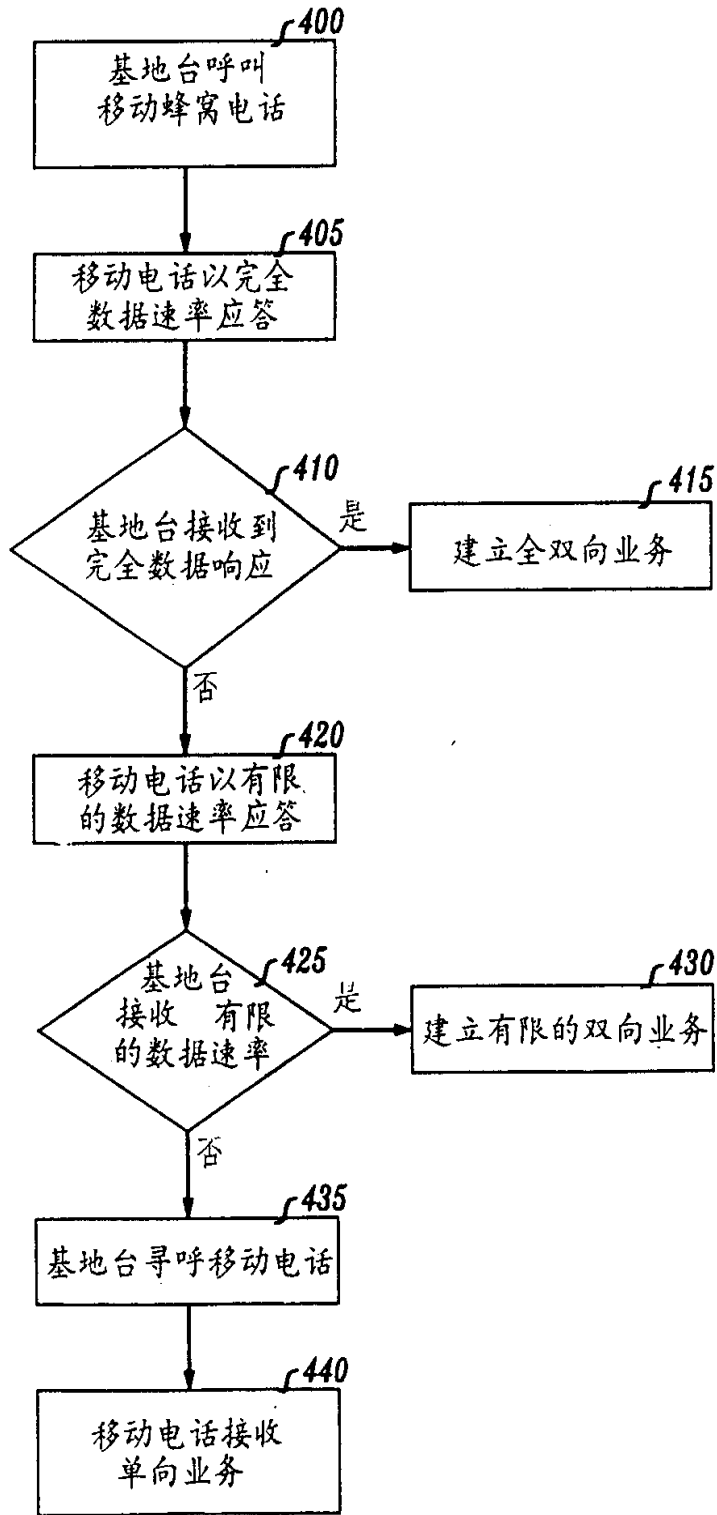 400
基地台呼叫
移动蜂窝电话
405
移动电话以完全
数据速率应答
410
基地台接收到
完全数据响应
是
415
建立全双向业务
否
420
移动电话以有限
的数据速率应答
425
基地台
接收 有限
的数据速率
是
430
建立有限的双向业务
否
435
基地台寻呼移动电话
440
移动电话接收
单向业务